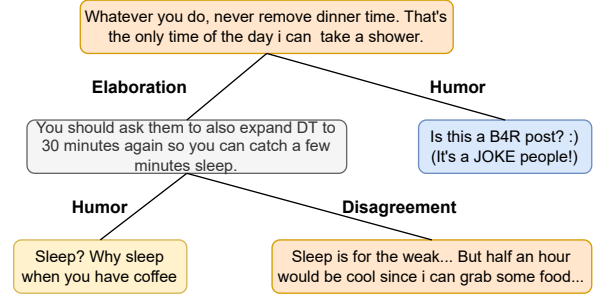 Whatever you do, never remove dinner time. That's
the only time of the day i can take a shower.
Elaboration
Humor
You should ask them to also expand DT to
30 minutes again so you can catch a few
minutes sleep.
Is this a B4R post? :)
(It's a JOKE people!)
Humor
Disagreement
Sleep? Why sleep
when you have coffee
Sleep is for the weak... But half an hour
would be cool since i can grab some food...